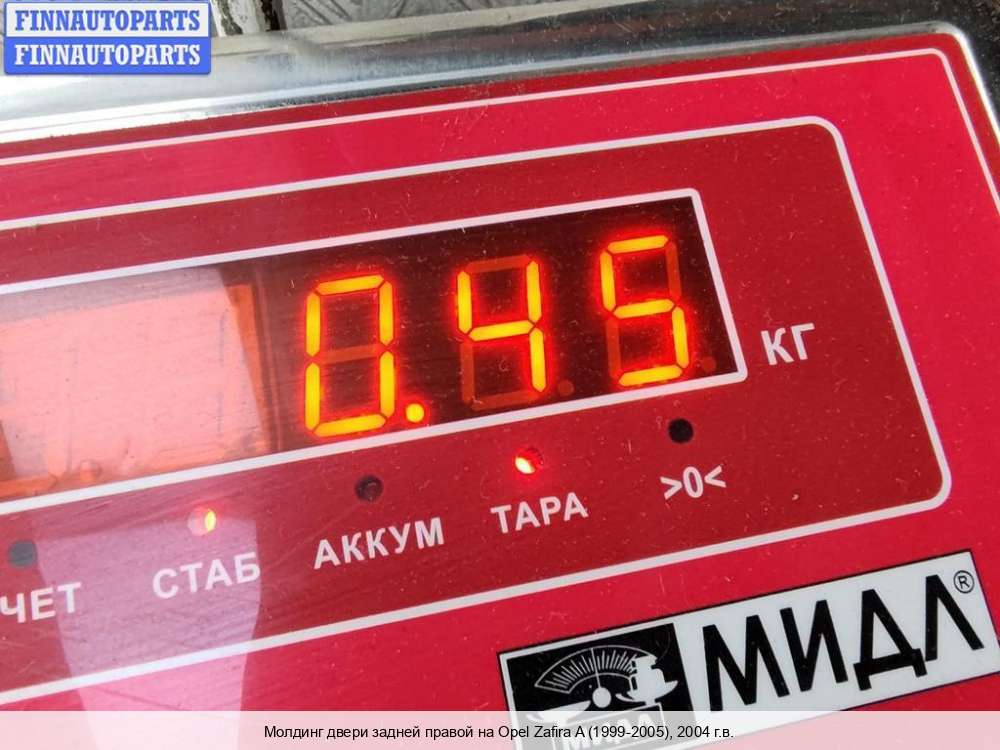 FINNAUTOPARTS
FINNAUTOPARTS
0.45
КГ
ЧЕТ
СТАБ
АККУМ
ТАРА
>0<
МИДЛ®
МИДЛ
Молдинг двери задней правой на Opel Zafira A (1999-2005), 2004 г.в.